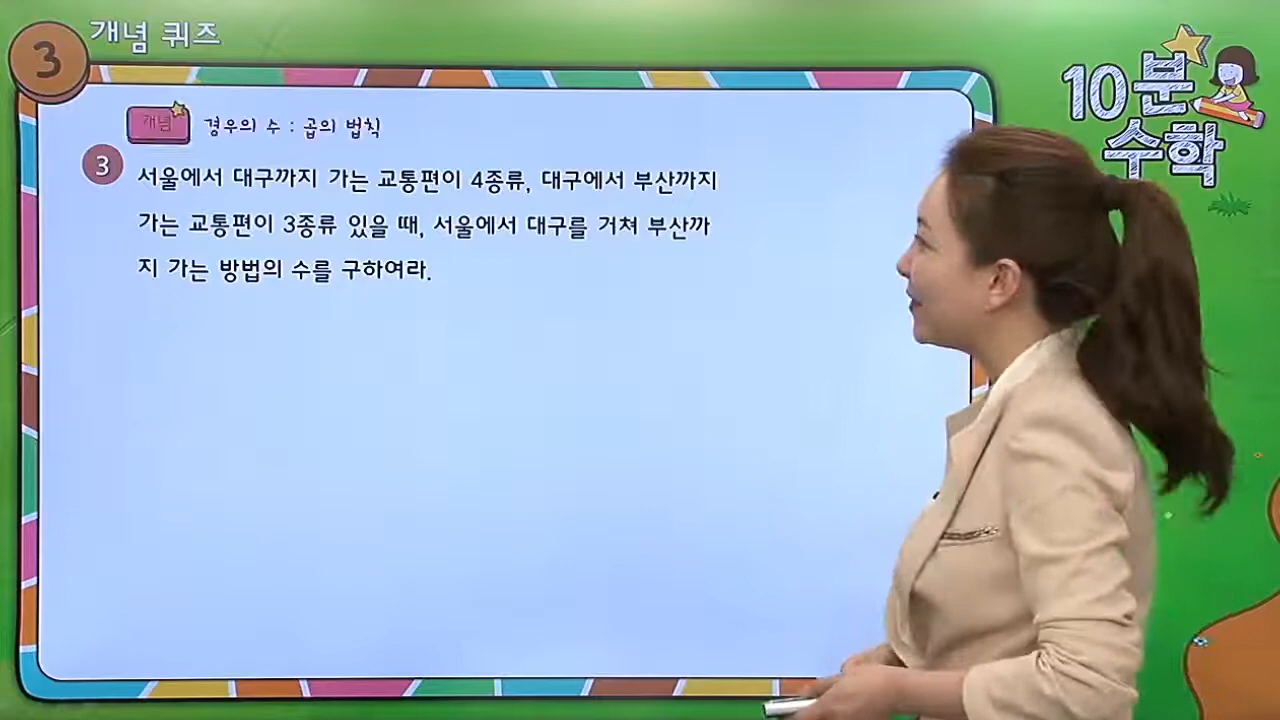 3
개념 퀴즈
10분
수학
개념
경우의 수 : 곱의 법칙
3
서울에서 대구까지 가는 교통편이 4종류, 대구에서 부산까지
가는 교통편이 3종류 있을 때, 서울에서 대구를 거쳐 부산까
지 가는 방법의 수를 구하여라.